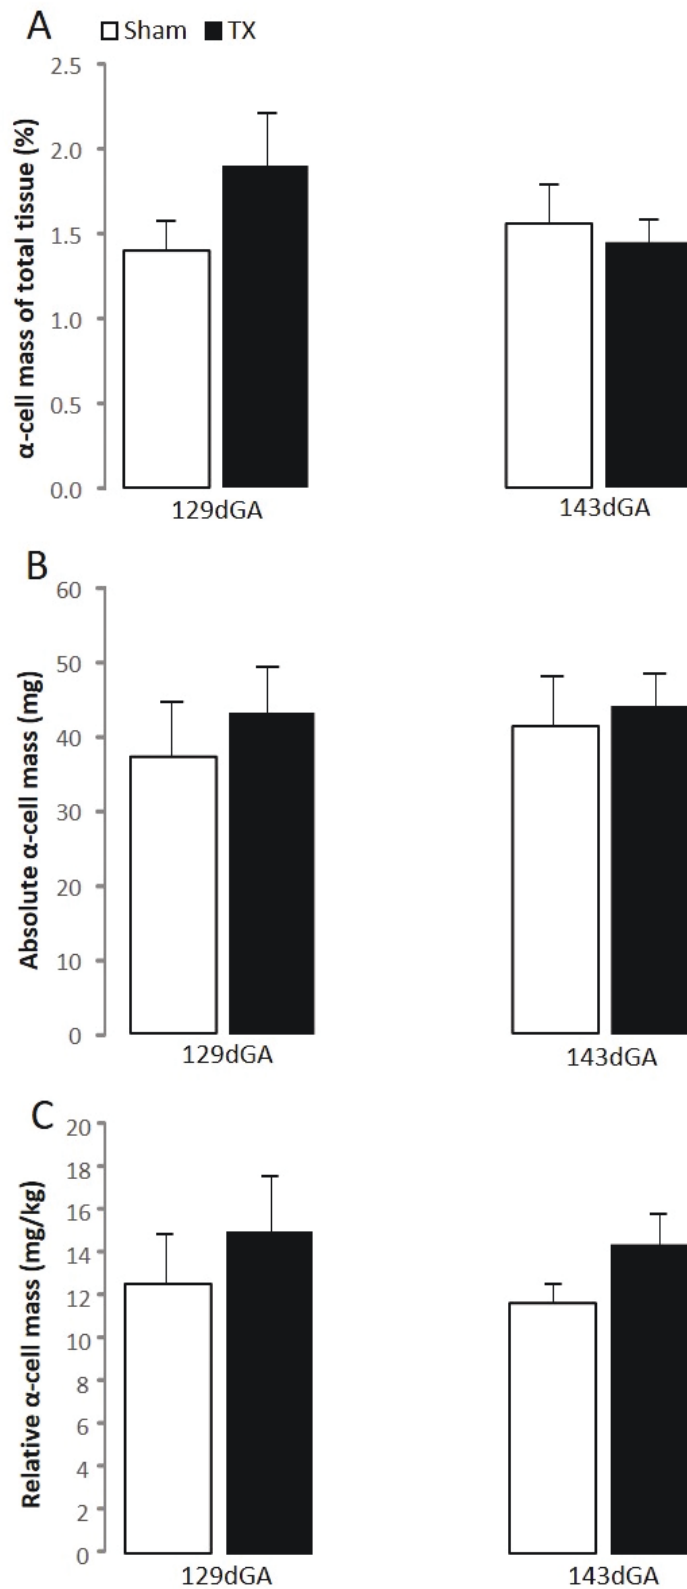 A
Sham TX
α-cell mass of total tissue (%)
2.5
2.0
1.5
1.0
0.5
0.0
129dGA 143dGA
B
Absolute α-cell mass (mg)
60
50
40
30
20
10
0
129dGA 143dGA
C
Relative α-cell mass (mg/kg)
20
18
16
14
12
10
8
6
4
2
0
129dGA 143dGA